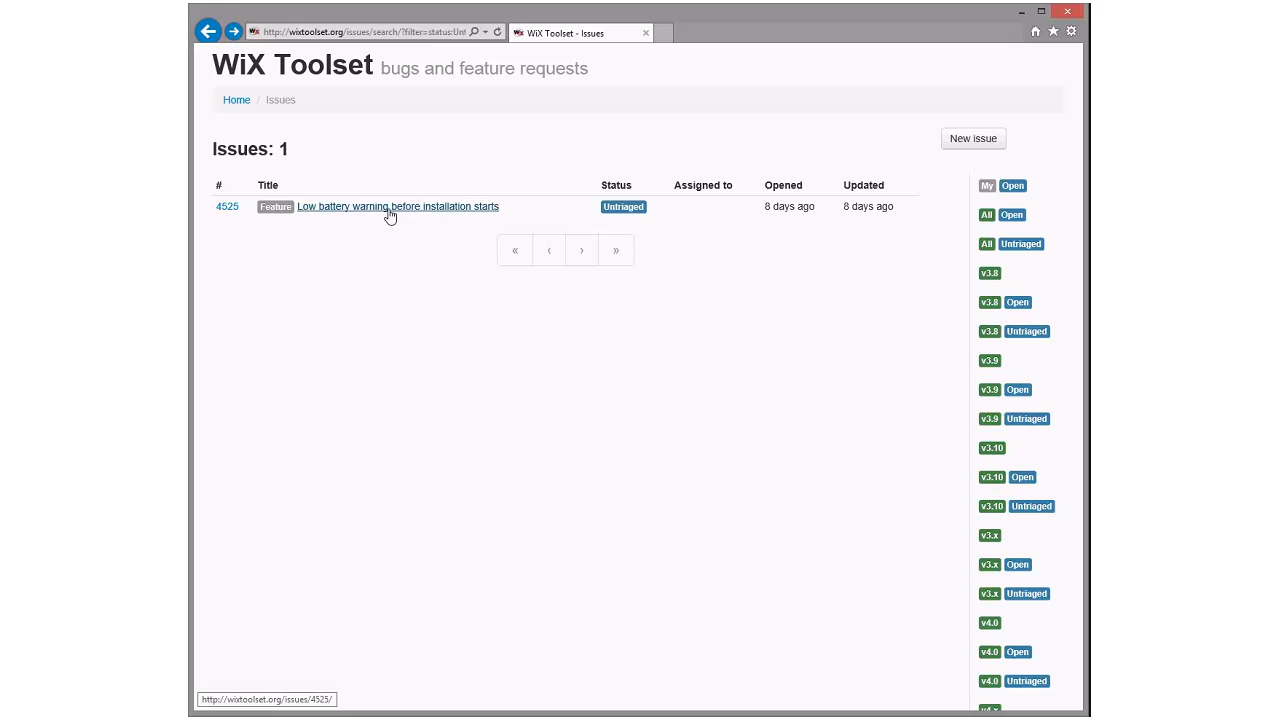 http://wixtoolset.org/issues/search/?filter=status:Unt
WiX Toolset - Issues
WiX Toolset bugs and feature requests
Home / Issues
New issue
Issues: 1
# Title Status Assigned to Opened Updated
4525 Feature Low battery warning before installation starts Untriaged 8 days ago 8 days ago
« ‹ › »
My Open
All Open
All Untriaged
v3.8
v3.8 Open
v3.8 Untriaged
v3.9
v3.9 Open
v3.9 Untriaged
v3.10
v3.10 Open
v3.10 Untriaged
v3.x
v3.x Open
v3.x Untriaged
v4.0
v4.0 Open
v4.0 Untriaged
v4.x
http://wixtoolset.org/issues/4525/